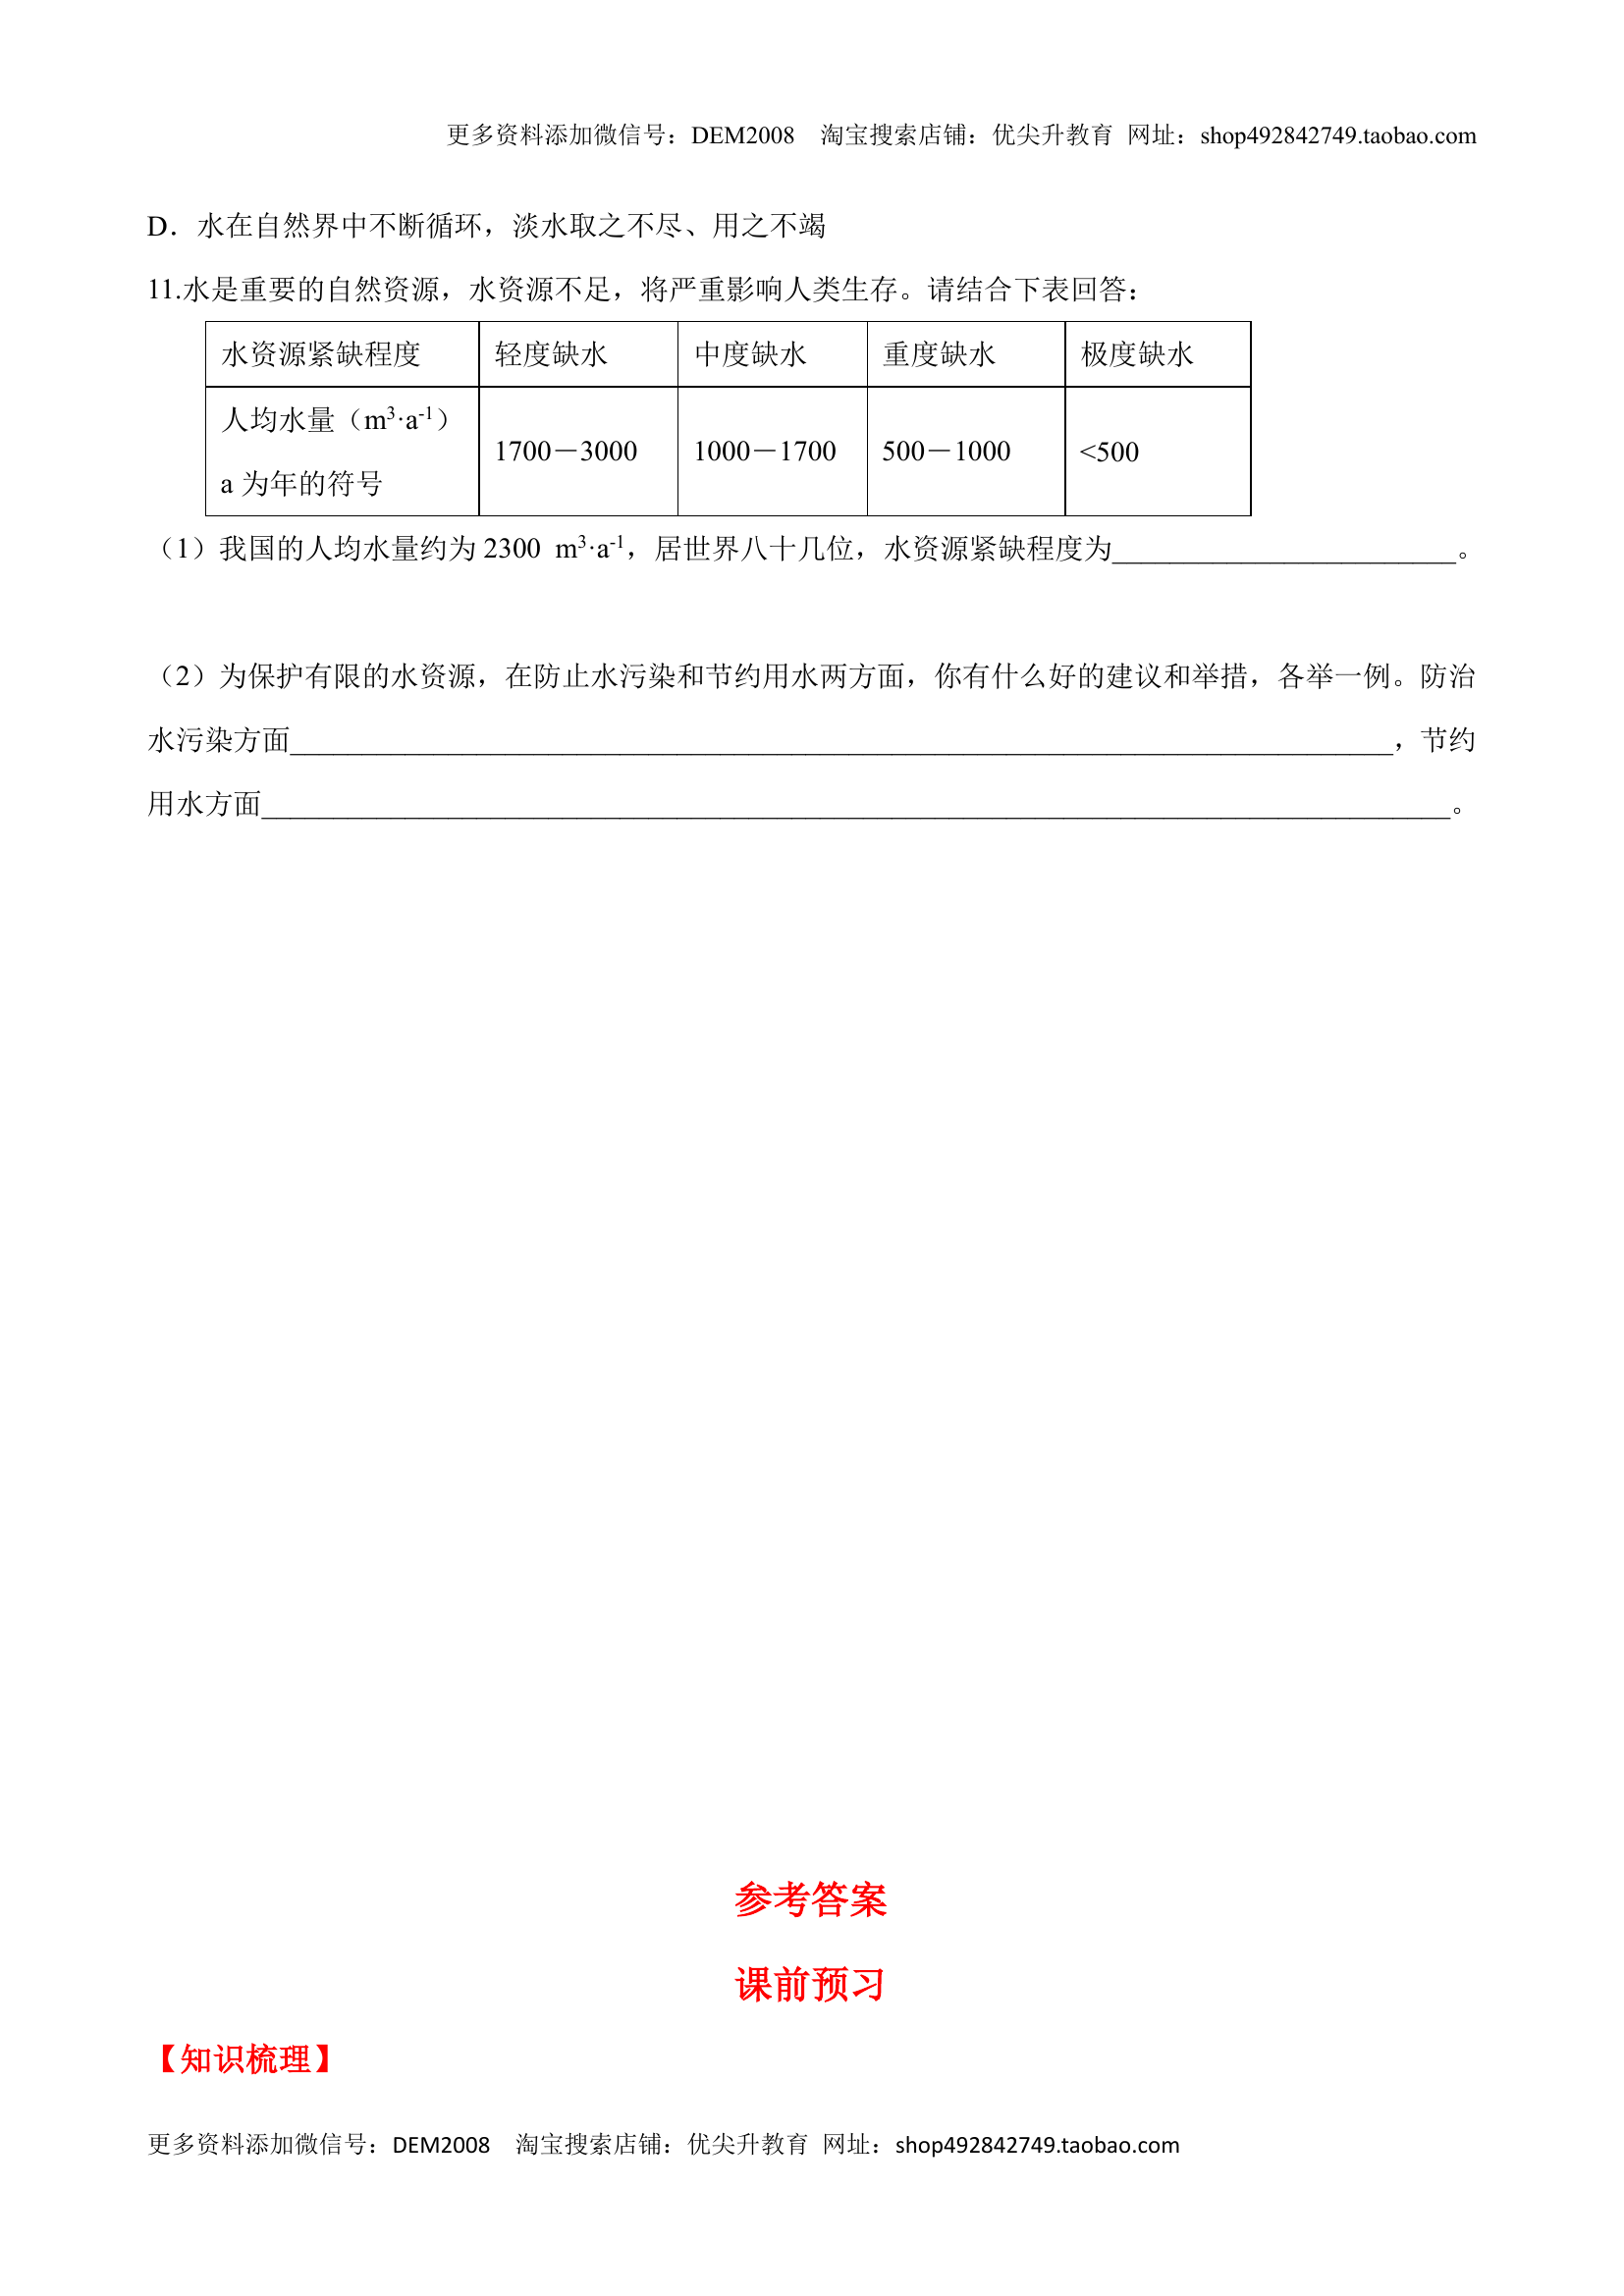 更多资料添加微信号：DEM2008　淘宝搜索店铺：优尖升教育 网址：shop492842749.taobao.com
D．水在自然界中不断循环，淡水取之不尽、用之不竭
11.水是重要的自然资源，水资源不足，将严重影响人类生存。请结合下表回答：
水资源紧缺程度 轻度缺水 中度缺水 重度缺水 极度缺水
人均水量（m³·a⁻¹）
a 为年的符号 1700－3000 1000－1700 500－1000 <500
（1）我国的人均水量约为 2300 m³·a⁻¹，居世界八十几位，水资源紧缺程度为________________________。
（2）为保护有限的水资源，在防止水污染和节约用水两方面，你有什么好的建议和举措，各举一例。防治
水污染方面_____________________________________________________________________________，节约
用水方面___________________________________________________________________________________。
参考答案
课前预习
【知识梳理】
更多资料添加微信号：DEM2008　淘宝搜索店铺：优尖升教育 网址：shop492842749.taobao.com